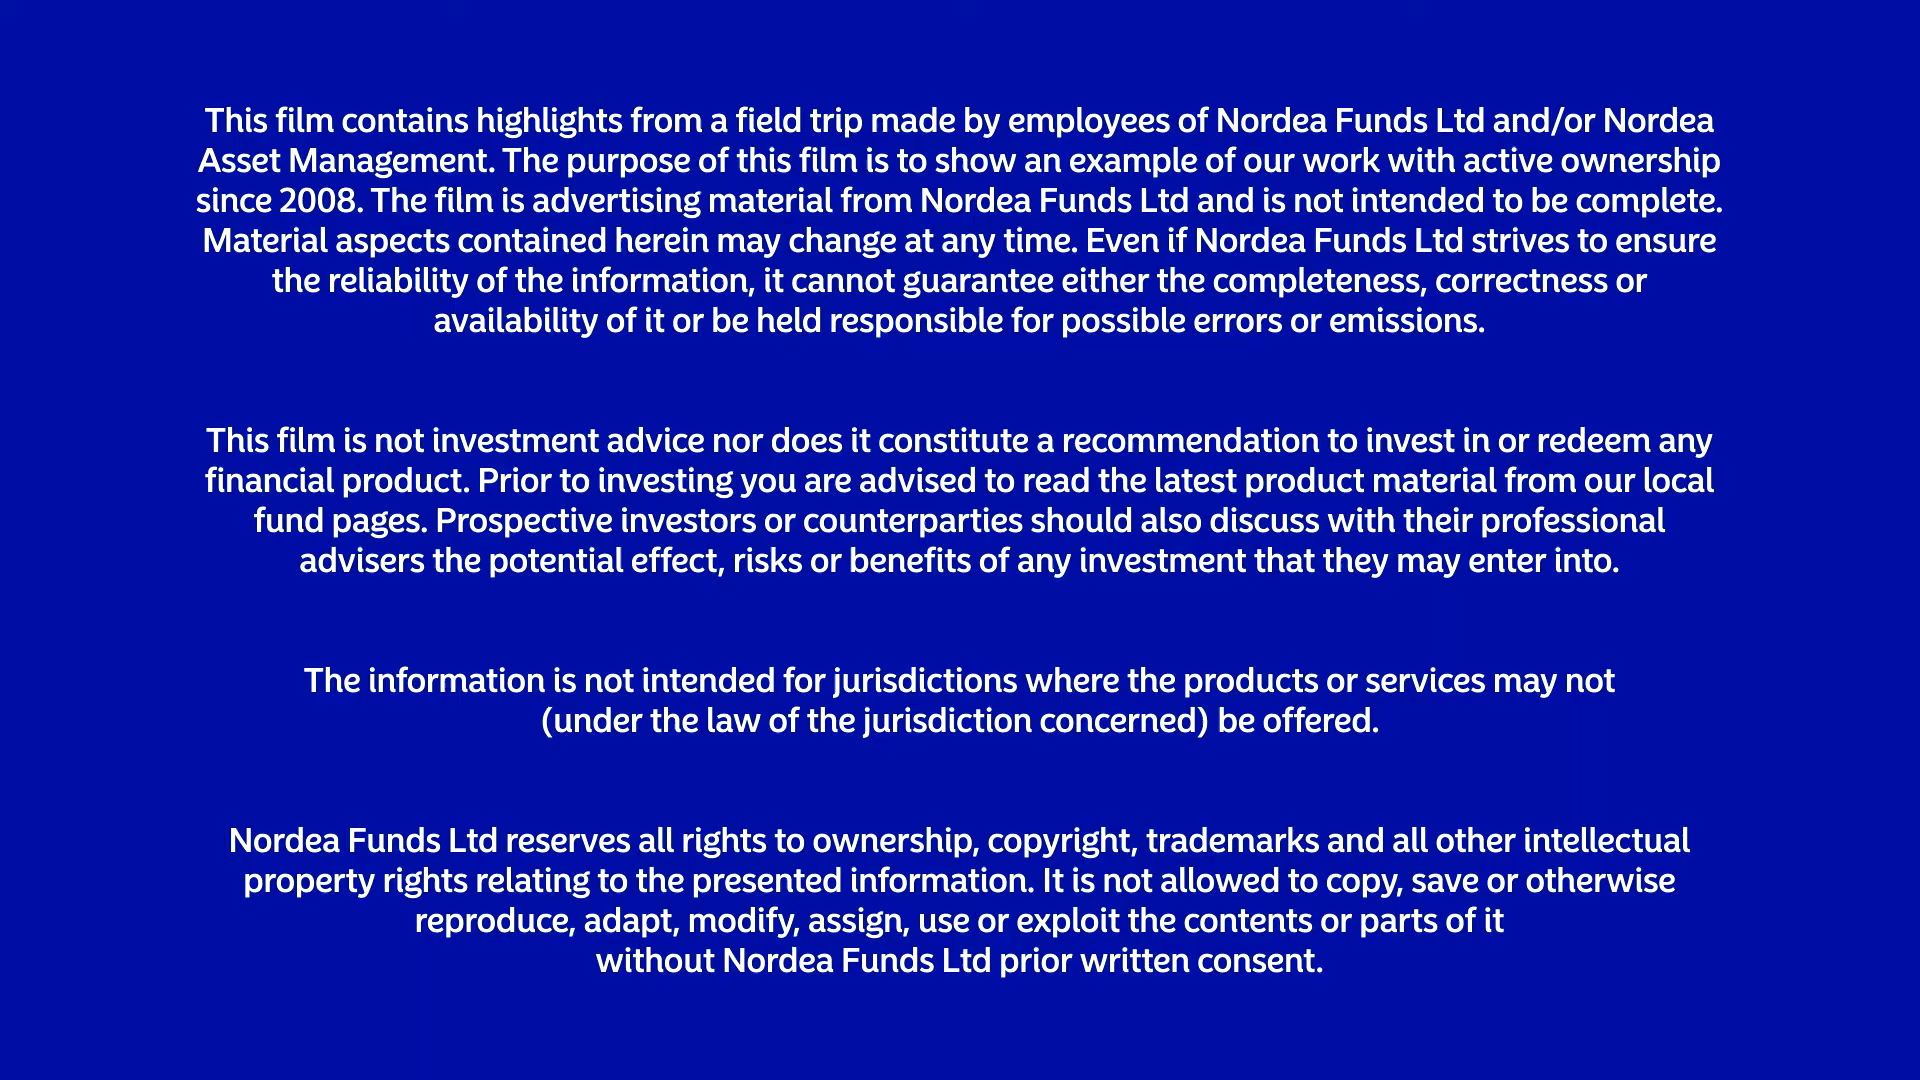 This film contains highlights from a field trip made by employees of Nordea Funds Ltd and/or Nordea
Asset Management. The purpose of this film is to show an example of our work with active ownership
since 2008. The film is advertising material from Nordea Funds Ltd and is not intended to be complete.
Material aspects contained herein may change at any time. Even if Nordea Funds Ltd strives to ensure
the reliability of the information, it cannot guarantee either the completeness, correctness or
availability of it or be held responsible for possible errors or emissions.
This film is not investment advice nor does it constitute a recommendation to invest in or redeem any
financial product. Prior to investing you are advised to read the latest product material from our local
fund pages. Prospective investors or counterparties should also discuss with their professional
advisers the potential effect, risks or benefits of any investment that they may enter into.
The information is not intended for jurisdictions where the products or services may not
(under the law of the jurisdiction concerned) be offered.
Nordea Funds Ltd reserves all rights to ownership, copyright, trademarks and all other intellectual
property rights relating to the presented information. It is not allowed to copy, save or otherwise
reproduce, adapt, modify, assign, use or exploit the contents or parts of it
without Nordea Funds Ltd prior written consent.